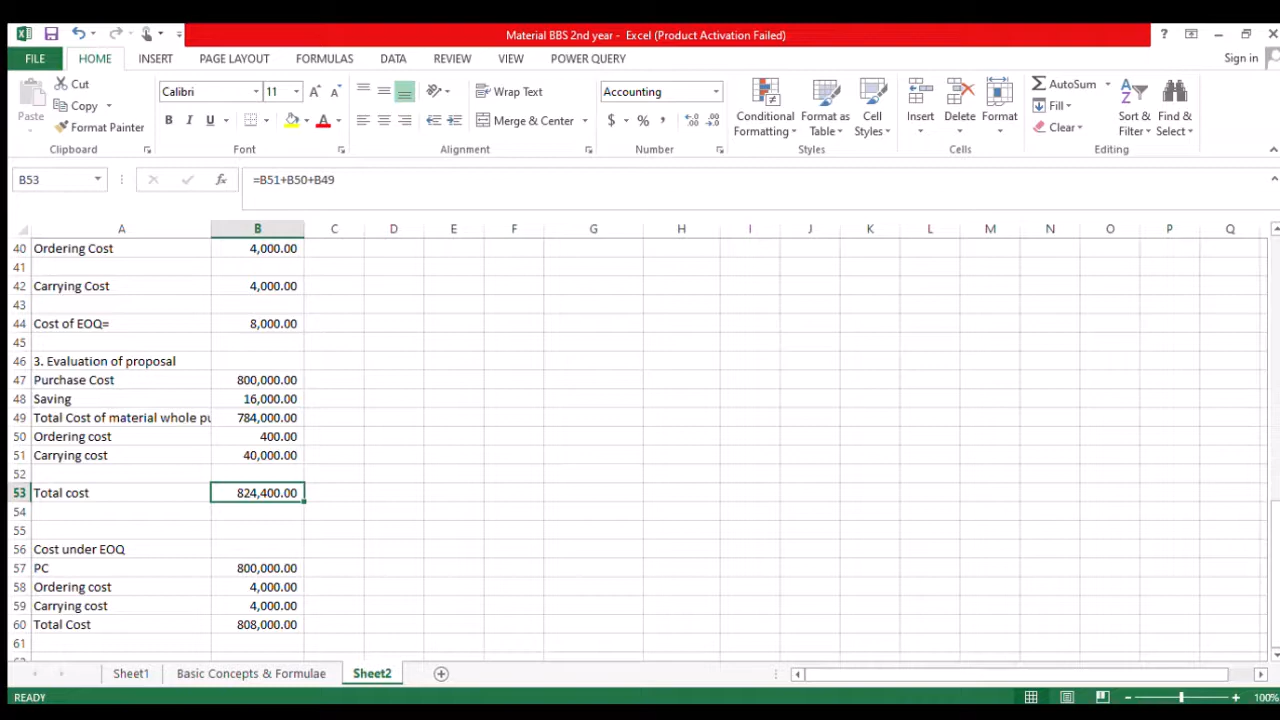 Material BBS 2nd year - Excel (Product Activation Failed)
?
FILE HOME INSERT PAGE LAYOUT FORMULAS DATA REVIEW VIEW POWER QUERY Sign in
Paste
Cut
Copy
Format Painter
Clipboard
Calibri 11
B I U
Font
Wrap Text
Merge & Center
Alignment
Accounting
$ % ,
Number
Conditional Formatting
Format as Table
Cell Styles
Styles
Insert Delete Format
Cells
AutoSum
Fill
Clear
Sort & Filter
Find & Select
Editing
B53 fx =B51+B50+B49
A B C D E F G H I J K L M N O P Q
40 Ordering Cost 4,000.00
41
42 Carrying Cost 4,000.00
43
44 Cost of EOQ= 8,000.00
45
46 3. Evaluation of proposal
47 Purchase Cost 800,000.00
48 Saving 16,000.00
49 Total Cost of material whole pu 784,000.00
50 Ordering cost 400.00
51 Carrying cost 40,000.00
52
53 Total cost 824,400.00
54
55
56 Cost under EOQ
57 PC 800,000.00
58 Ordering cost 4,000.00
59 Carrying cost 4,000.00
60 Total Cost 808,000.00
61
Sheet1 Basic Concepts & Formulae Sheet2
READY 100%